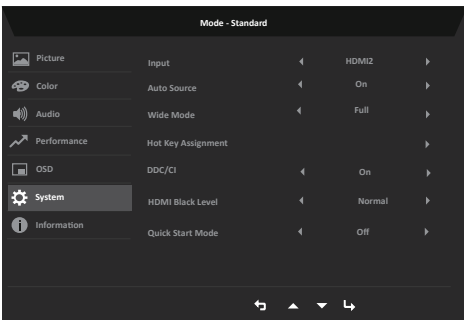 Mode - Standard
Picture
Color
Audio
Performance
OSD
System
Information
Input HDMI2
Auto Source On
Wide Mode Full
Hot Key Assignment
DDC/CI On
HDMI Black Level Normal
Quick Start Mode Off